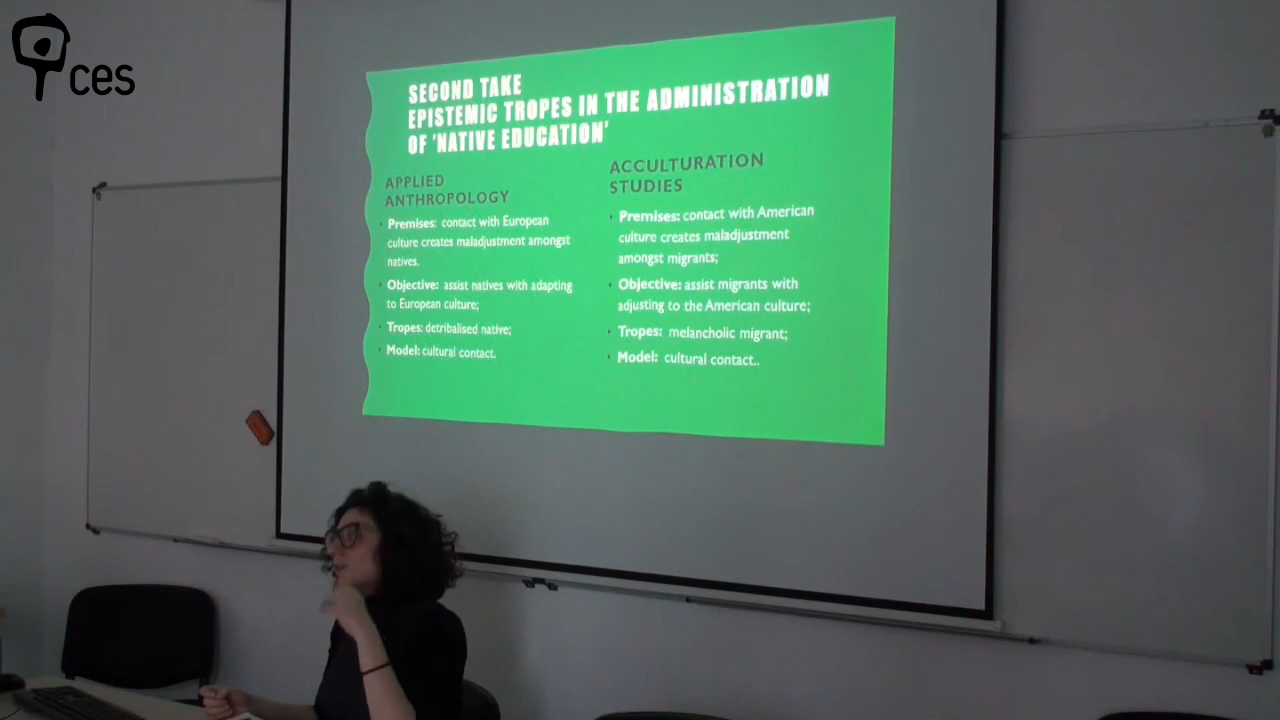 ces
SECOND TAKE
EPISTEMIC TROPES IN THE ADMINISTRATION
OF 'NATIVE EDUCATION'
APPLIED
ANTHROPOLOGY
• Premises: contact with European
culture creates maladjustment amongst
natives.
• Objective: assist natives with adapting
to European culture;
• Tropes: detribalised native;
• Model: cultural contact.
ACCULTURATION
STUDIES
• Premises: contact with American
culture creates maladjustment
amongst migrants;
• Objective: assist migrants with
adjusting to the American culture;
• Tropes: melancholic migrant;
• Model: cultural contact..